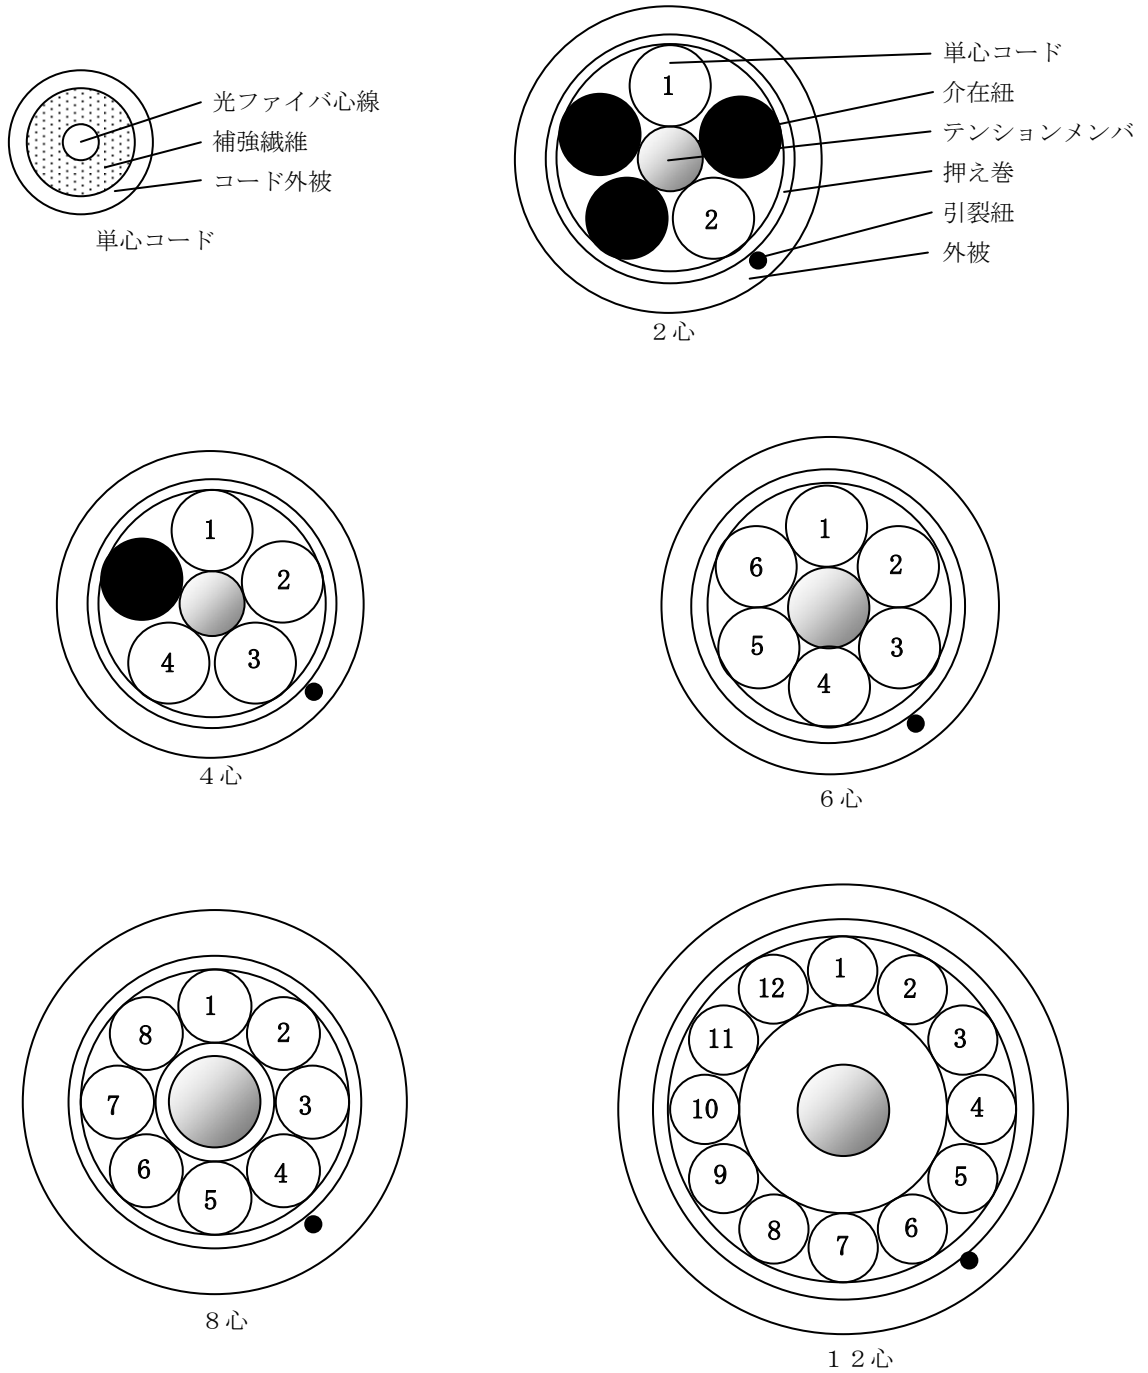 光ファイバ心線
補強繊維
コード外被
単心コード
単心コード
介在紐
テンションメンバ
押え巻
引裂紐
外被
1
2
２心
1
2
3
4
４心
1
2
3
4
5
6
６心
1
2
3
4
5
6
7
8
８心
1
2
3
4
5
6
7
8
9
10
11
12
１２心